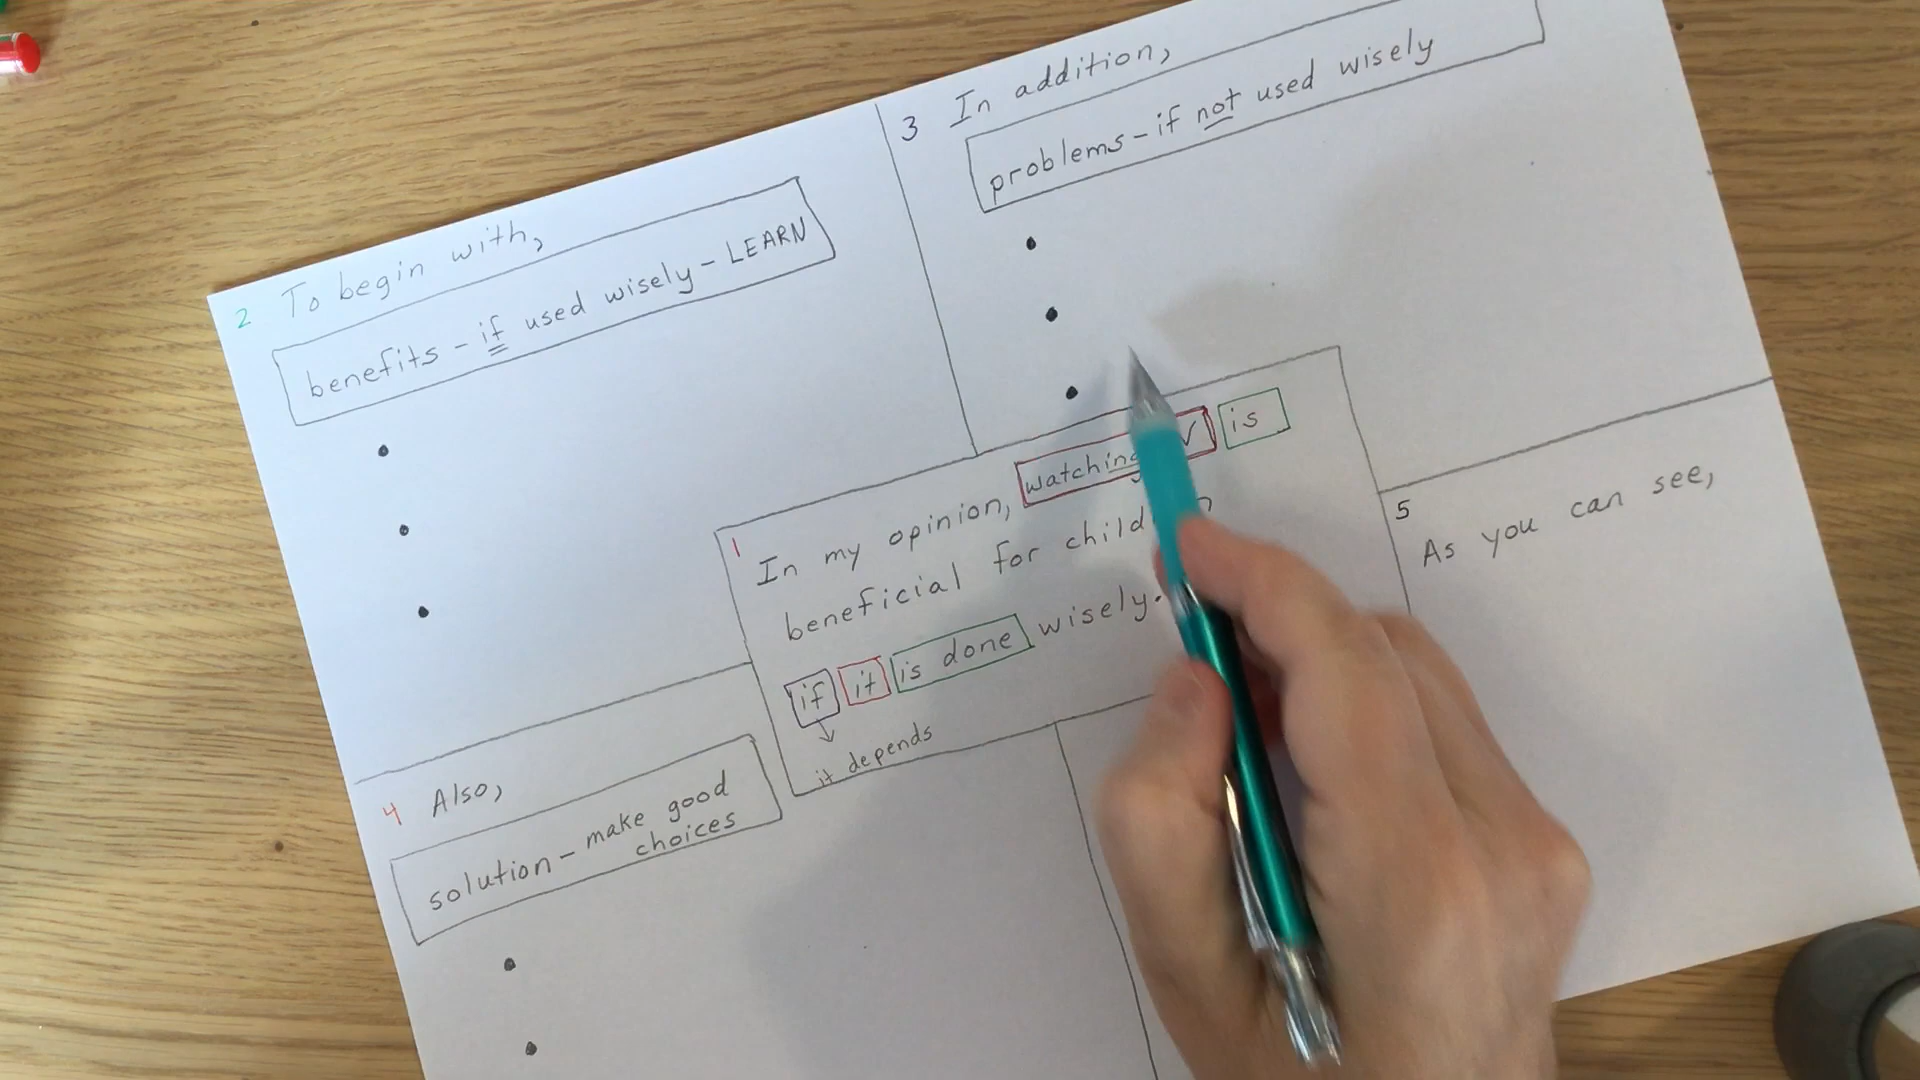 2 To begin with,
benefits - if used wisely - LEARN
3 In addition,
problems - if not used wisely
1
In my opinion, is
beneficial for
if it is done wisely.
it depends
4 Also,
solution - make good
choices
5
As you can see,